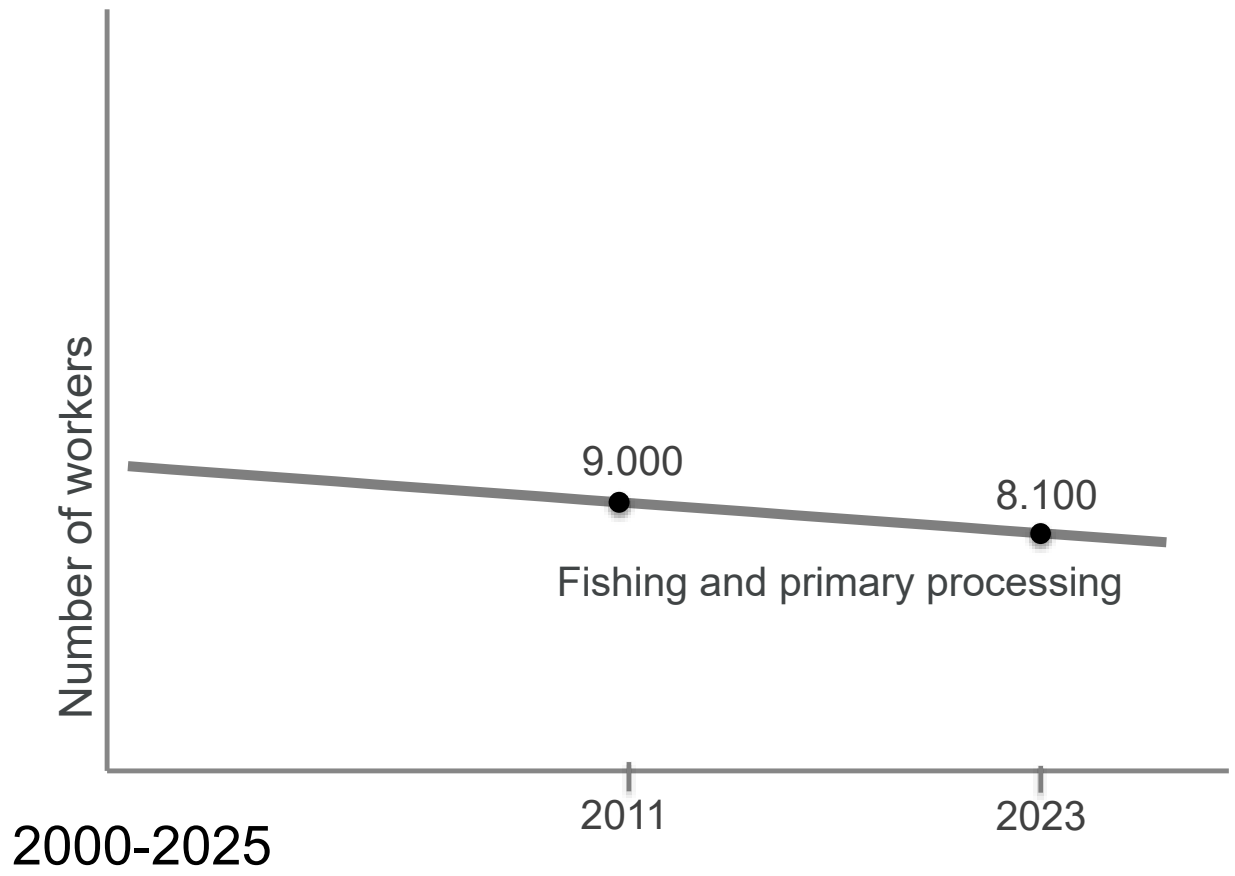 Number of workers
9.000
8.100
Fishing and primary processing
2011
2023
2000-2025